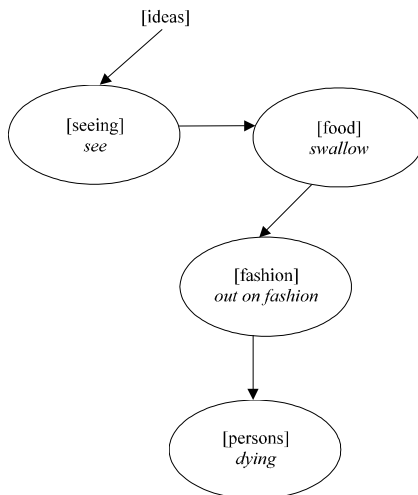 [ideas]
[seeing]
see
[food]
swallow
[fashion]
out on fashion
[persons]
dying